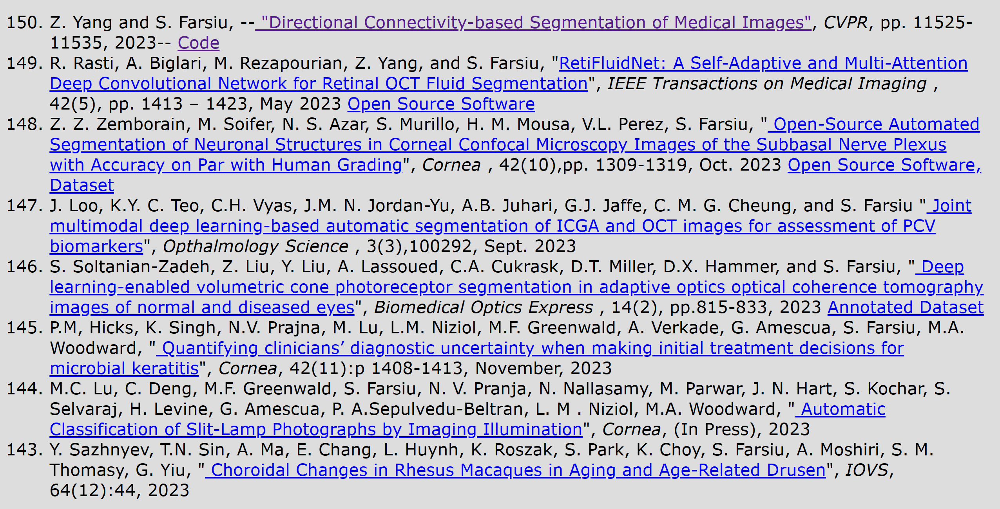 150. Z. Yang and S. Farsiu, -- "Directional Connectivity-based Segmentation of Medical Images", CVPR, pp. 11525-
11535, 2023-- Code
149. R. Rasti, A. Biglari, M. Rezapourian, Z. Yang, and S. Farsiu, "RetiFluidNet: A Self-Adaptive and Multi-Attention
Deep Convolutional Network for Retinal OCT Fluid Segmentation", IEEE Transactions on Medical Imaging ,
42(5), pp. 1413 – 1423, May 2023 Open Source Software
148. Z. Z. Zemborain, M. Soifer, N. S. Azar, S. Murillo, H. M. Mousa, V.L. Perez, S. Farsiu, " Open-Source Automated
Segmentation of Neuronal Structures in Corneal Confocal Microscopy Images of the Subbasal Nerve Plexus
with Accuracy on Par with Human Grading", Cornea , 42(10),pp. 1309-1319, Oct. 2023 Open Source Software,
Dataset
147. J. Loo, K.Y. C. Teo, C.H. Vyas, J.M. N. Jordan-Yu, A.B. Juhari, G.J. Jaffe, C. M. G. Cheung, and S. Farsiu " Joint
multimodal deep learning-based automatic segmentation of ICGA and OCT images for assessment of PCV
biomarkers", Opthalmology Science , 3(3),100292, Sept. 2023
146. S. Soltanian-Zadeh, Z. Liu, Y. Liu, A. Lassoued, C.A. Cukrask, D.T. Miller, D.X. Hammer, and S. Farsiu, " Deep
learning-enabled volumetric cone photoreceptor segmentation in adaptive optics optical coherence tomography
images of normal and diseased eyes", Biomedical Optics Express , 14(2), pp.815-833, 2023 Annotated Dataset
145. P.M, Hicks, K. Singh, N.V. Prajna, M. Lu, L.M. Niziol, M.F. Greenwald, A. Verkade, G. Amescua, S. Farsiu, M.A.
Woodward, " Quantifying clinicians’ diagnostic uncertainty when making initial treatment decisions for
microbial keratitis", Cornea, 42(11):p 1408-1413, November, 2023
144. M.C. Lu, C. Deng, M.F. Greenwald, S. Farsiu, N. V. Pranja, N. Nallasamy, M. Parwar, J. N. Hart, S. Kochar, S.
Selvaraj, H. Levine, G. Amescua, P. A.Sepulvedu-Beltran, L. M . Niziol, M.A. Woodward, " Automatic
Classification of Slit-Lamp Photographs by Imaging Illumination", Cornea, (In Press), 2023
143. Y. Sazhnyev, T.N. Sin, A. Ma, E. Chang, L. Huynh, K. Roszak, S. Park, K. Choy, S. Farsiu, A. Moshiri, S. M.
Thomasy, G. Yiu, " Choroidal Changes in Rhesus Macaques in Aging and Age-Related Drusen", IOVS,
64(12):44, 2023